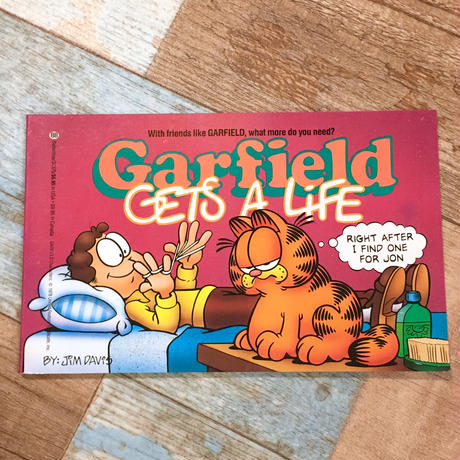 With friends like GARFIELD, what more do you need?
Garfield
GETS A LIFE
RIGHT AFTER
I FIND ONE
FOR JON
BY: JIM DAVIS